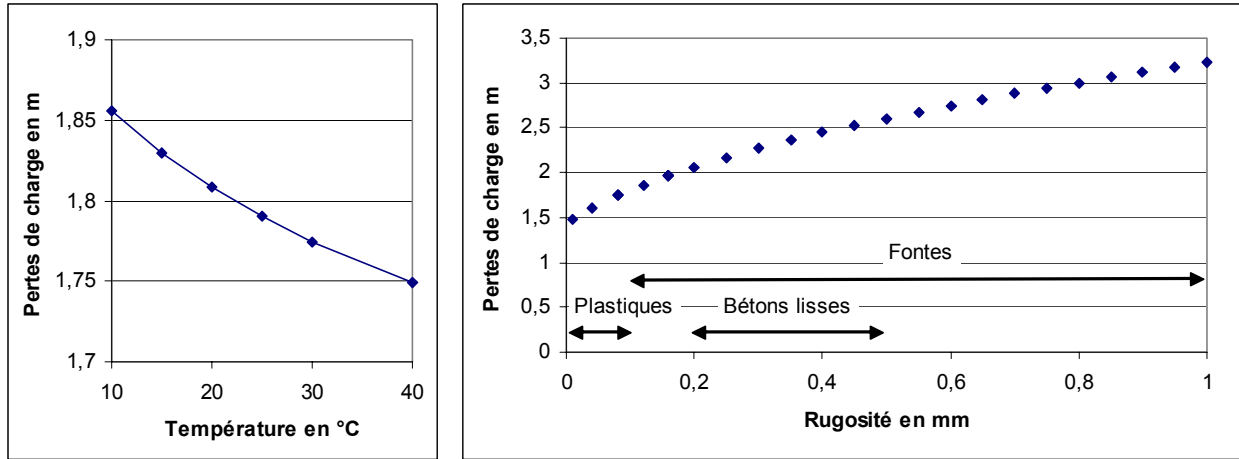 Pertes de charge en m
1,9
1,85
1,8
1,75
1,7
10 20 30 40
Température en °C
Pertes de charge en m
3,5
3
2,5
2
1,5
1
0,5
0
Fontes
Plastiques
Bétons lisses
0 0,2 0,4 0,6 0,8 1
Rugosité en mm